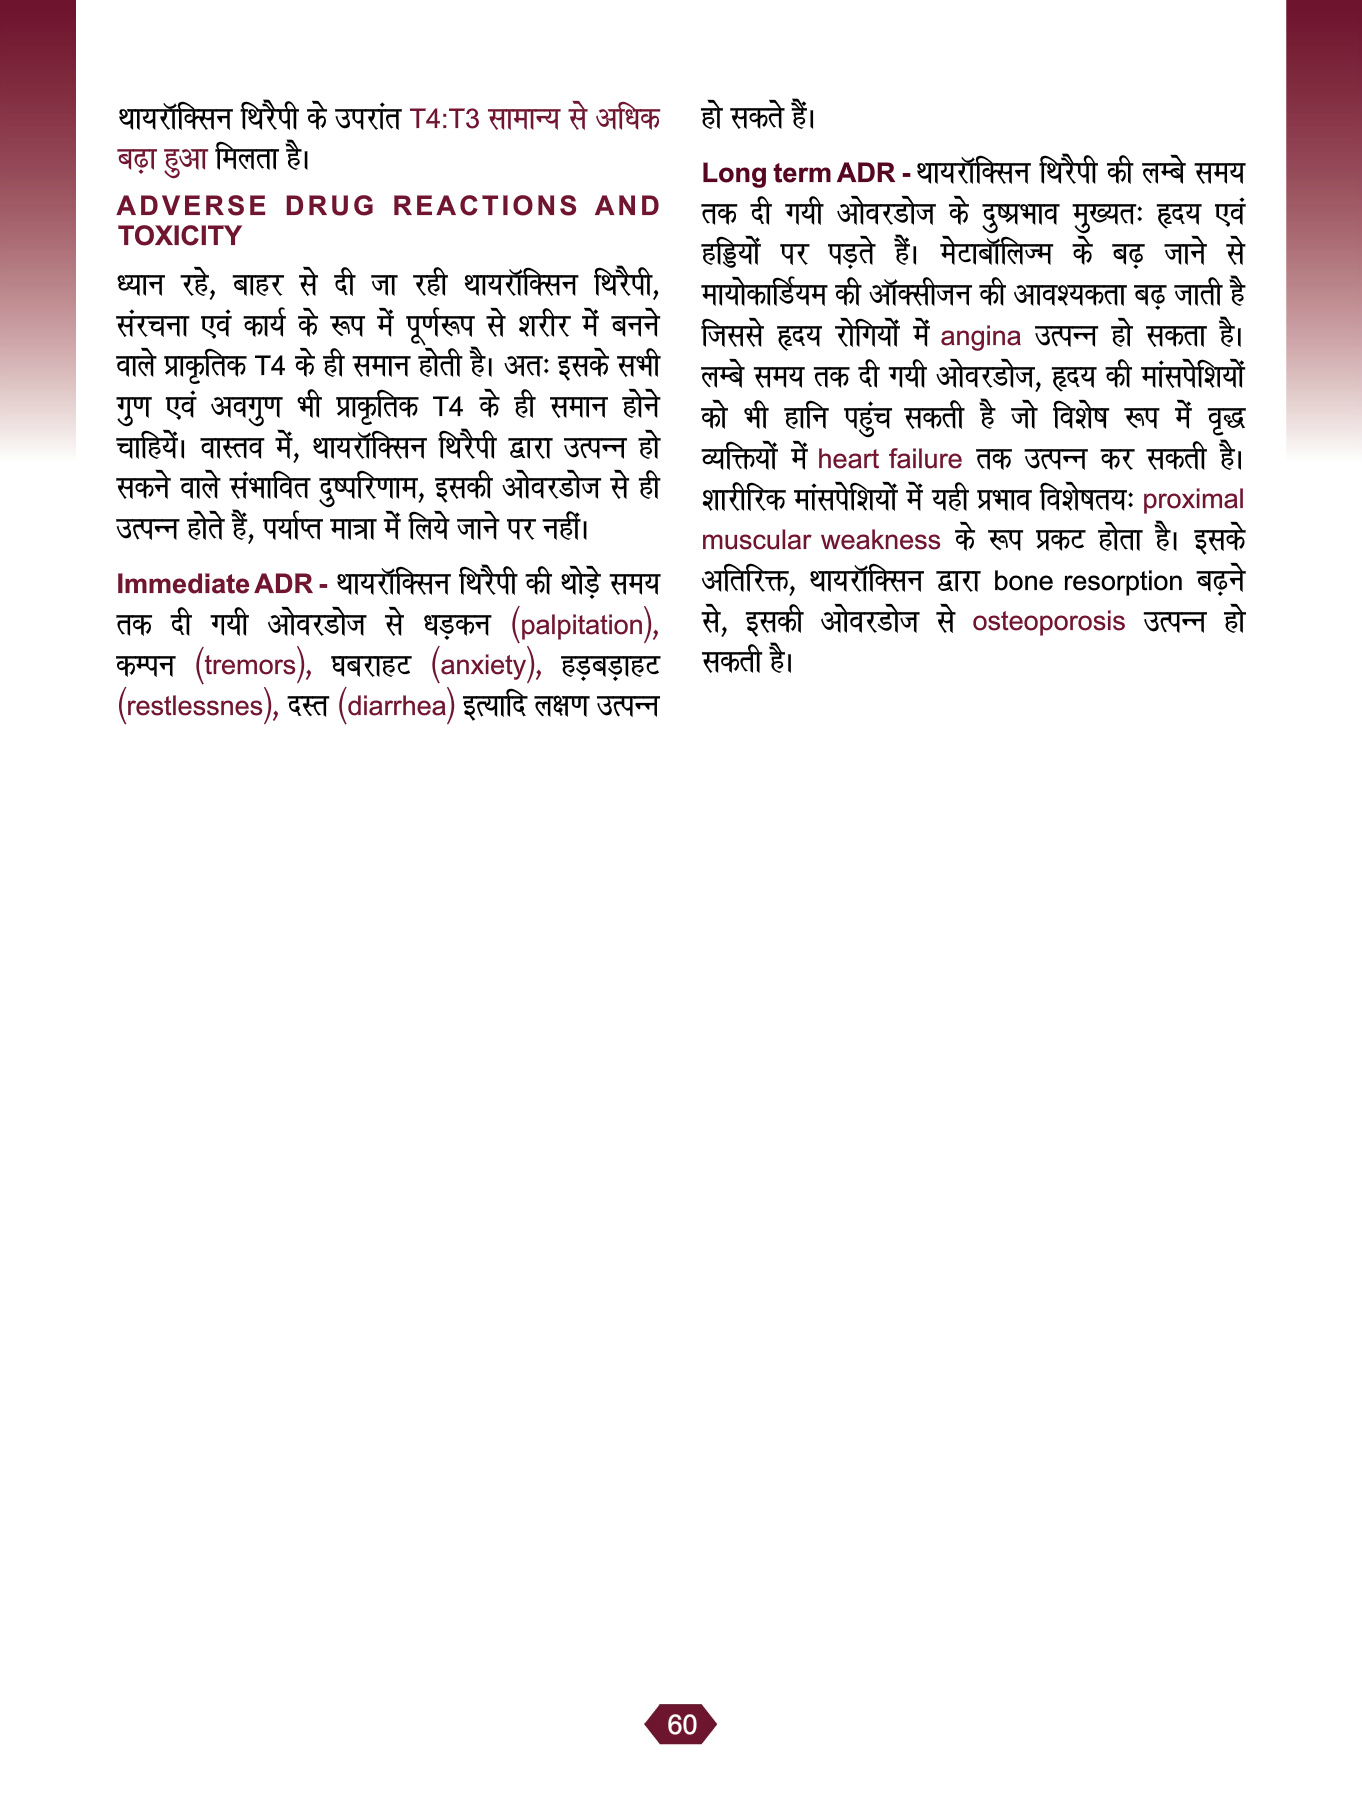 थायरॉक्सिन थिरैपी के उपरांत T4:T3 सामान्य से अधिक
बढ़ा हुआ मिलता है।
ADVERSE DRUG REACTIONS AND
TOXICITY
ध्यान रहे, बाहर से दी जा रही थायरॉक्सिन थिरैपी,
संरचना एवं कार्य के रूप में पूर्णरूप से शरीर में बनने
वाले प्राकृतिक T4 के ही समान होती है। अतः इसके सभी
गुण एवं अवगुण भी प्राकृतिक T4 के ही समान होने
चाहियें। वास्तव में, थायरॉक्सिन थिरैपी द्वारा उत्पन्न हो
सकने वाले संभावित दुष्परिणाम, इसकी ओवरडोज से ही
उत्पन्न होते हैं, पर्याप्त मात्रा में लिये जाने पर नहीं।
Immediate ADR - थायरॉक्सिन थिरैपी की थोड़े समय
तक दी गयी ओवरडोज से धड़कन (palpitation),
कम्पन (tremors), घबराहट (anxiety), हड़बड़ाहट
(restlessnes), दस्त (diarrhea) इत्यादि लक्षण उत्पन्न
हो सकते हैं।
Long term ADR - थायरॉक्सिन थिरैपी की लम्बे समय
तक दी गयी ओवरडोज के दुष्प्रभाव मुख्यतः हृदय एवं
हड्डियों पर पड़ते हैं। मेटाबॉलिज्म के बढ़ जाने से
मायोकार्डियम की ऑक्सीजन की आवश्यकता बढ़ जाती है
जिससे हृदय रोगियों में angina उत्पन्न हो सकता है।
लम्बे समय तक दी गयी ओवरडोज, हृदय की मांसपेशियों
को भी हानि पहुंच सकती है जो विशेष रूप में वृद्ध
व्यक्तियों में heart failure तक उत्पन्न कर सकती है।
शारीरिक मांसपेशियों में यही प्रभाव विशेषतयः proximal
muscular weakness के रूप प्रकट होता है। इसके
अतिरिक्त, थायरॉक्सिन द्वारा bone resorption बढ़ने
से, इसकी ओवरडोज से osteoporosis उत्पन्न हो
सकती है।
60